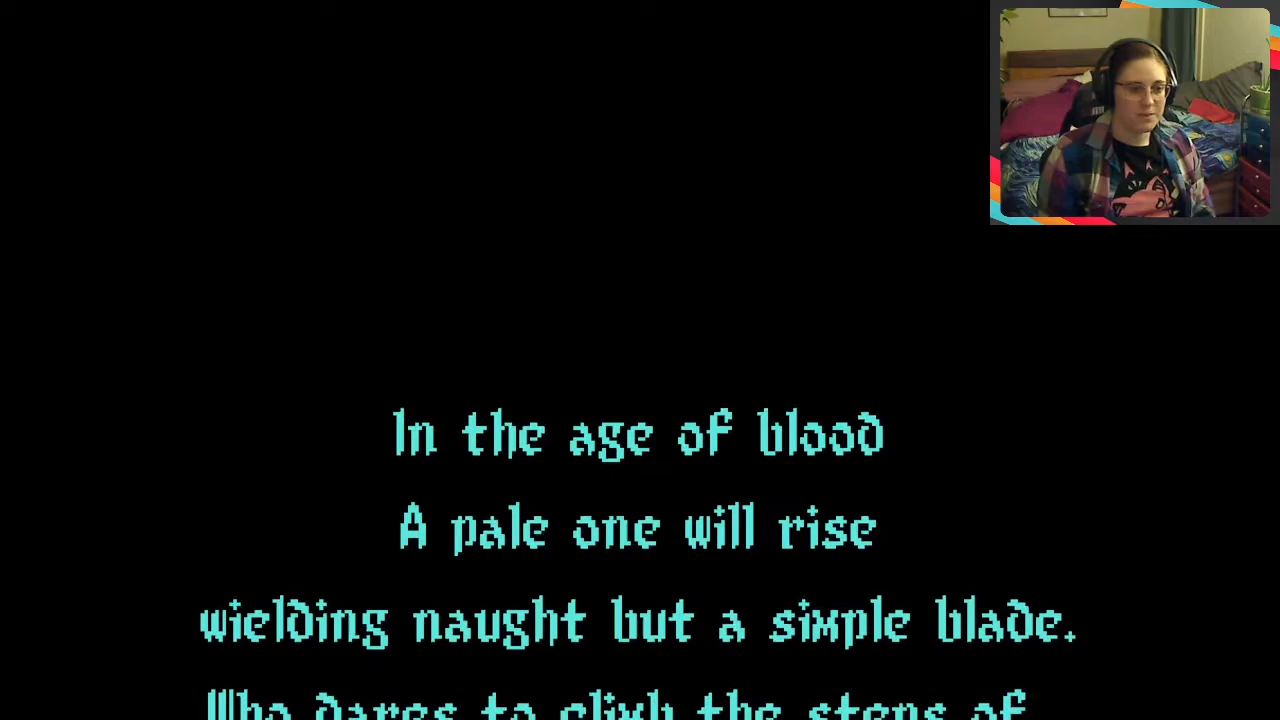 In the age of blood
A pale one will rise
wielding naught but a simple blade.
Who dares to climb the steps of